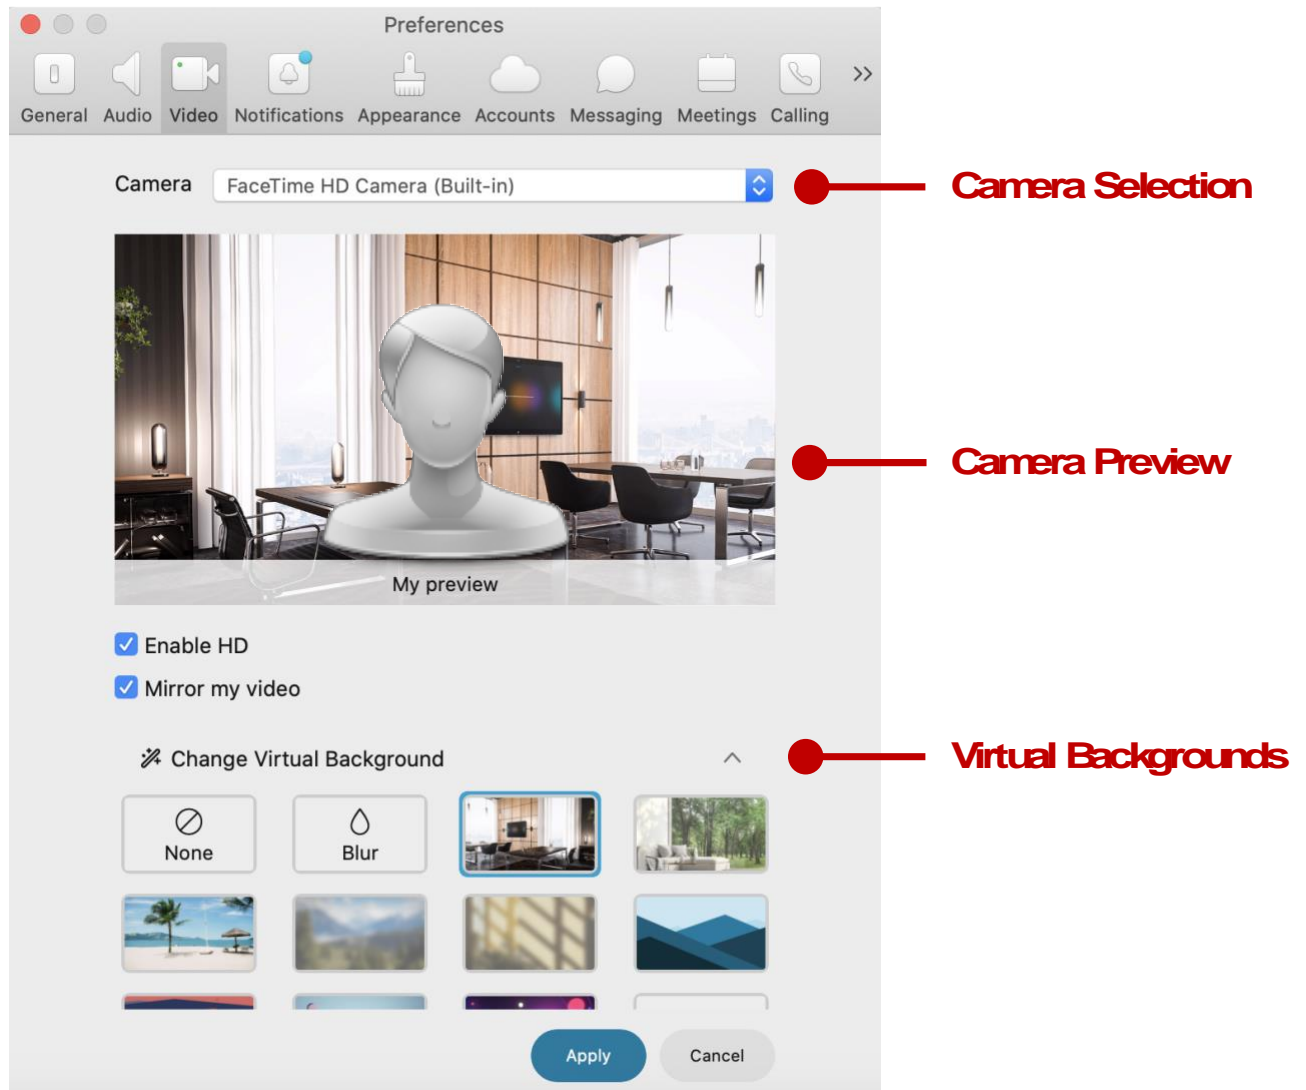 Preferences
General Audio Video Notifications Appearance Accounts Messaging Meetings Calling
Camera FaceTime HD Camera (Built-in) Camera Selection
Camera Preview
My preview
Enable HD
Mirror my video
Change Virtual Background Virtual Backgrounds
None Blur
Apply Cancel